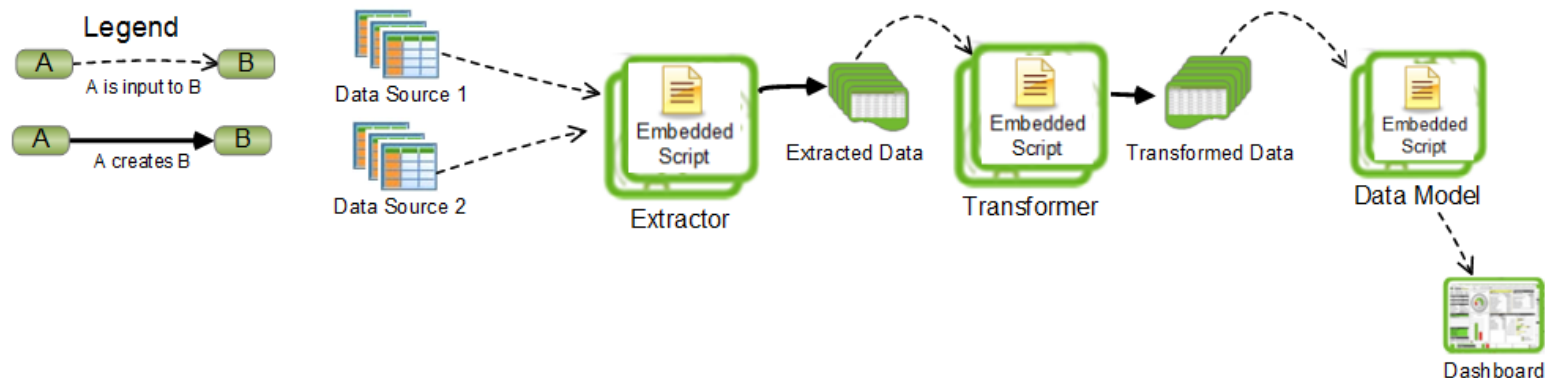 Legend
A
B
A is input to B
A
B
A creates B
Data Source 1
Data Source 2
Embedded
Script
Extractor
Extracted Data
Embedded
Script
Transformer
Transformed Data
Embedded
Script
Data Model
Dashboard